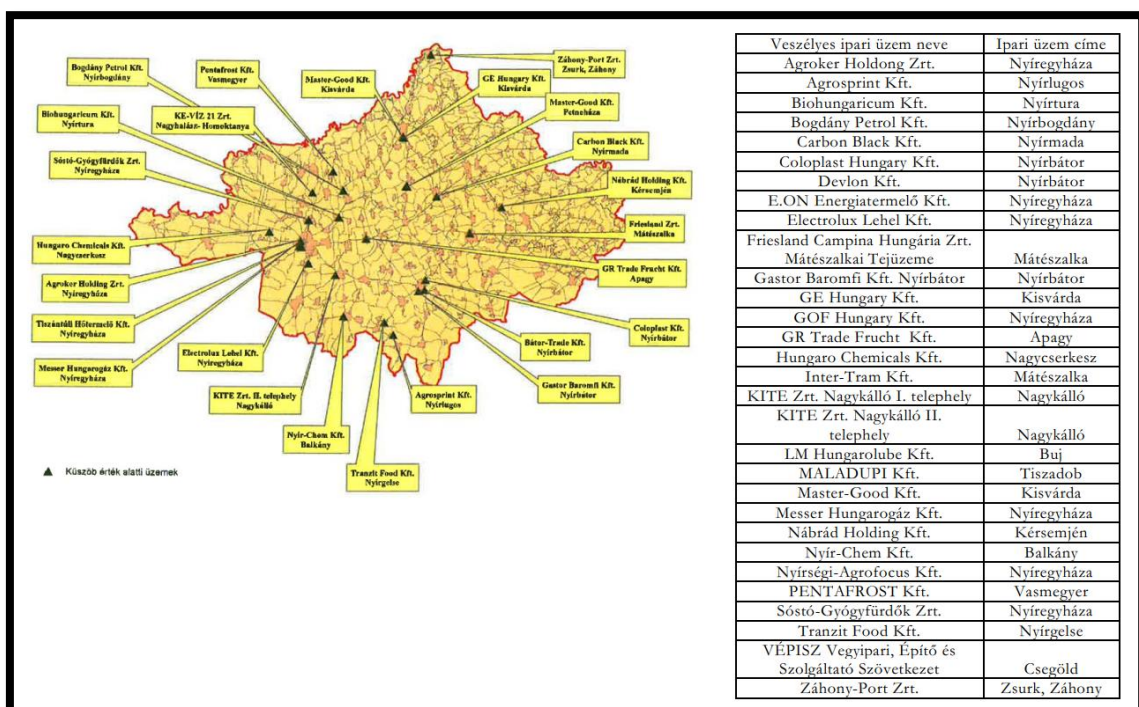 Bogdány Petrol Kft.
Nyírbogdány
Pentafrost Kft.
Vasmegyer
Master-Good Kft.
Kisvárda
GE Hungary Kft.
Kisvárda
Záhony-Port Zrt.
Zsurk, Záhony
Biohungaricum Kft.
Nyírtura
KE-VÍZ 21 Zrt.
Nagyhalász- Homoktanya
Master-Good Kft.
Petneháza
Sóstó-Gyógyfürdők Zrt.
Nyíregyháza
Carbon Black Kft.
Nyírmada
Nábrád Holding Kft.
Kérsemjén
Hungaro Chemicals Kft.
Nagycserkesz
Friesland Zrt.
Mátészalka
Agroker Holding Zrt.
Nyíregyháza
GR Trade Frucht Kft.
Apagy
Tiszántúli Hőtermelő Kft.
Nyíregyháza
Coloplast Kft.
Nyírbátor
Messer Hungarogáz Kft.
Nyíregyháza
Electrolux Lehel Kft.
Nyíregyháza
Bátor-Trade Kft.
Nyírbátor
KITE Zrt. II. telephely
Nagykálló
Agrosprint Kft.
Nyírlugos
Gastor Baromfi Kft.
Nyírbátor
Nyír-Chem Kft.
Balkány
Tranzit Food Kft.
Nyírgelse
Küszöb érték alatti üzemek
Veszélyes ipari üzem neve Ipari üzem címe
Agroker Holdong Zrt. Nyíregyháza
Agrosprint Kft. Nyírlugos
Biohungaricum Kft. Nyírtura
Bogdány Petrol Kft. Nyírbogdány
Carbon Black Kft. Nyírmada
Coloplast Hungary Kft. Nyírbátor
Devlon Kft. Nyírbátor
E.ON Energiatermelő Kft. Nyíregyháza
Electrolux Lehel Kft. Nyíregyháza
Friesland Campina Hungária Zrt.
Mátészalkai Tejüzeme Mátészalka
Gastor Baromfi Kft. Nyírbátor Nyírbátor
GE Hungary Kft. Kisvárda
GOF Hungary Kft. Nyíregyháza
GR Trade Frucht Kft. Apagy
Hungaro Chemicals Kft. Nagycserkesz
Inter-Tram Kft. Mátészalka
KITE Zrt. Nagykálló I. telephely Nagykálló
KITE Zrt. Nagykálló II.
telephely Nagykálló
LM Hungarolube Kft. Buj
MALADUPI Kft. Tiszadob
Master-Good Kft. Kisvárda
Messer Hungarogáz Kft. Nyíregyháza
Nábrád Holding Kft. Kérsemjén
Nyír-Chem Kft. Balkány
Nyírségi-Agrofocus Kft. Nyíregyháza
PENTAFROST Kft. Vasmegyer
Sóstó-Gyógyfürdők Zrt. Nyíregyháza
Tranzit Food Kft. Nyírgelse
VÉPISZ Vegyipari, Építő és
Szolgáltató Szövetkezet Csegöld
Záhony-Port Zrt. Zsurk, Záhony